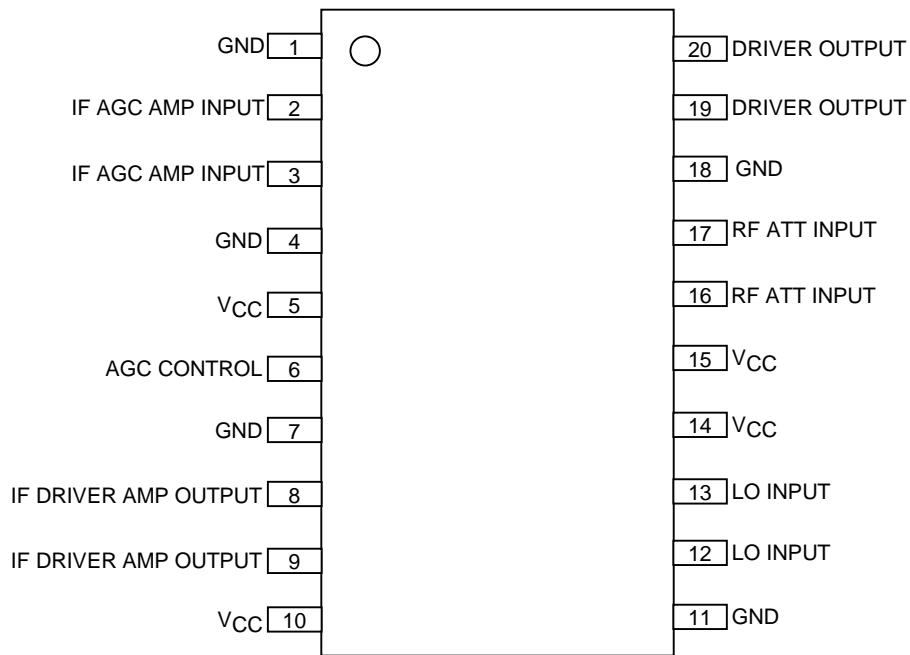 GND 1
IF AGC AMP INPUT 2
IF AGC AMP INPUT 3
GND 4
VCC 5
AGC CONTROL 6
GND 7
IF DRIVER AMP OUTPUT 8
IF DRIVER AMP OUTPUT 9
VCC 10
20 DRIVER OUTPUT
19 DRIVER OUTPUT
18 GND
17 RF ATT INPUT
16 RF ATT INPUT
15 VCC
14 VCC
13 LO INPUT
12 LO INPUT
11 GND